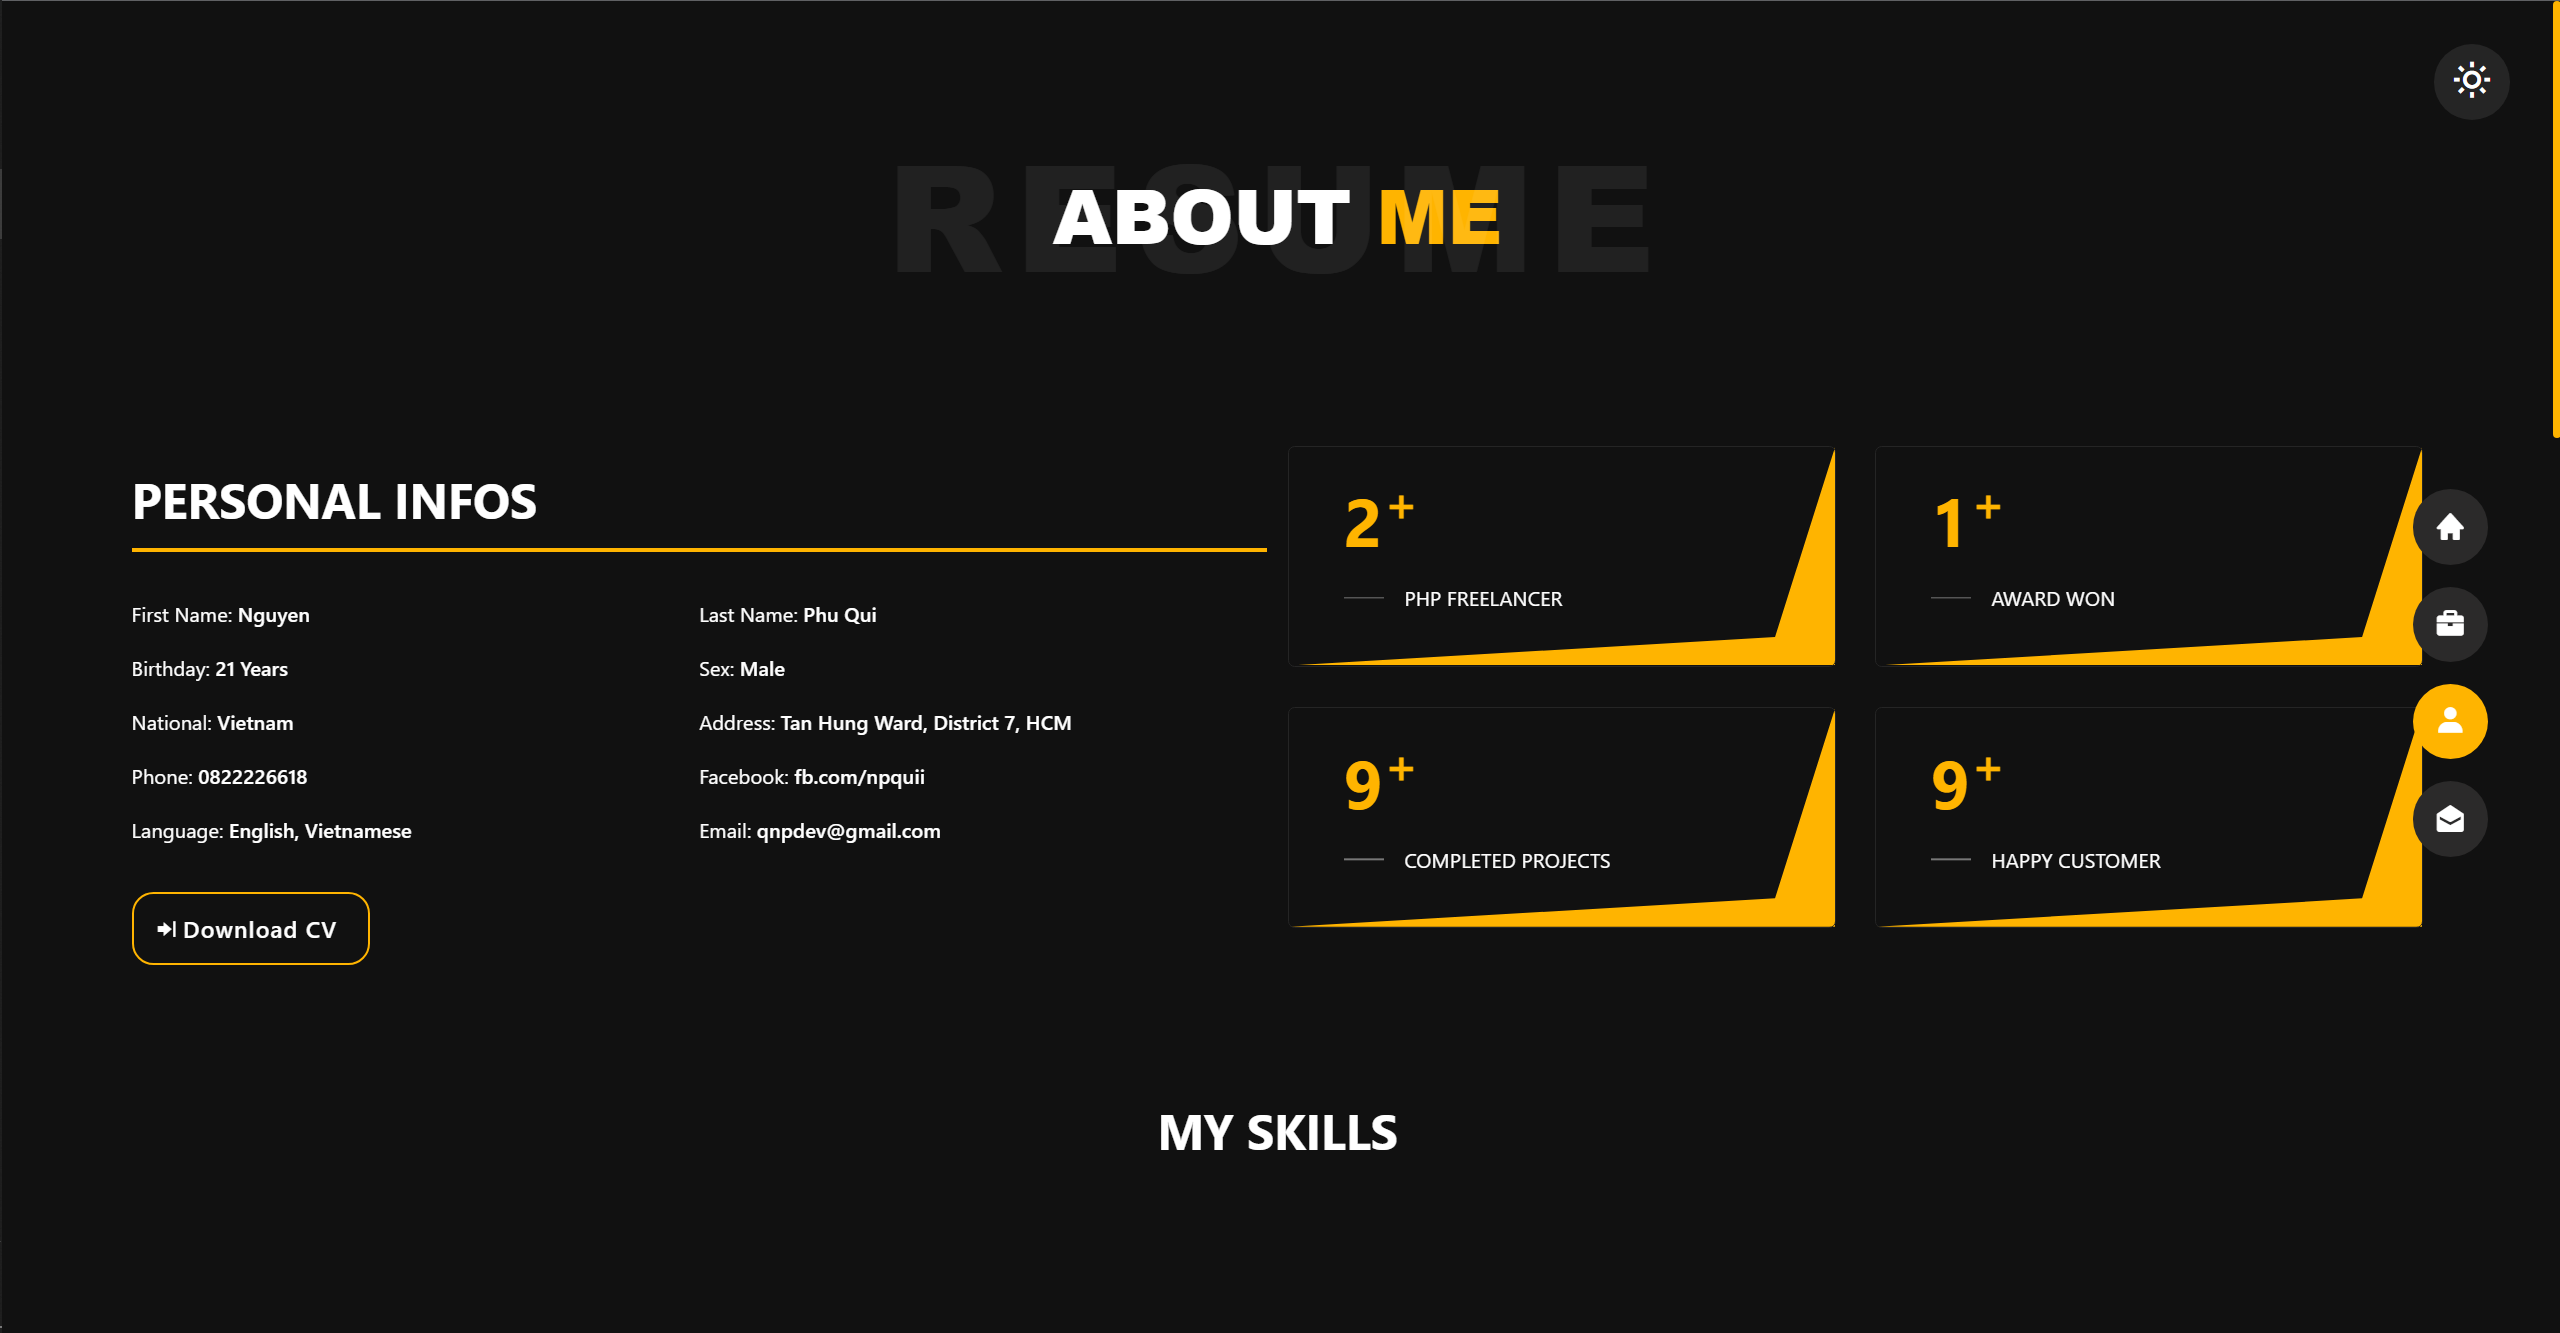 RESUME
ABOUT ME
PERSONAL INFOS
First Name: Nguyen
Last Name: Phu Qui
Birthday: 21 Years
Sex: Male
National: Vietnam
Address: Tan Hung Ward, District 7, HCM
Phone: 0822226618
Facebook: fb.com/npquii
Language: English, Vietnamese
Email: qnpdev@gmail.com
Download CV
2+
PHP FREELANCER
1+
AWARD WON
9+
COMPLETED PROJECTS
9+
HAPPY CUSTOMER
MY SKILLS